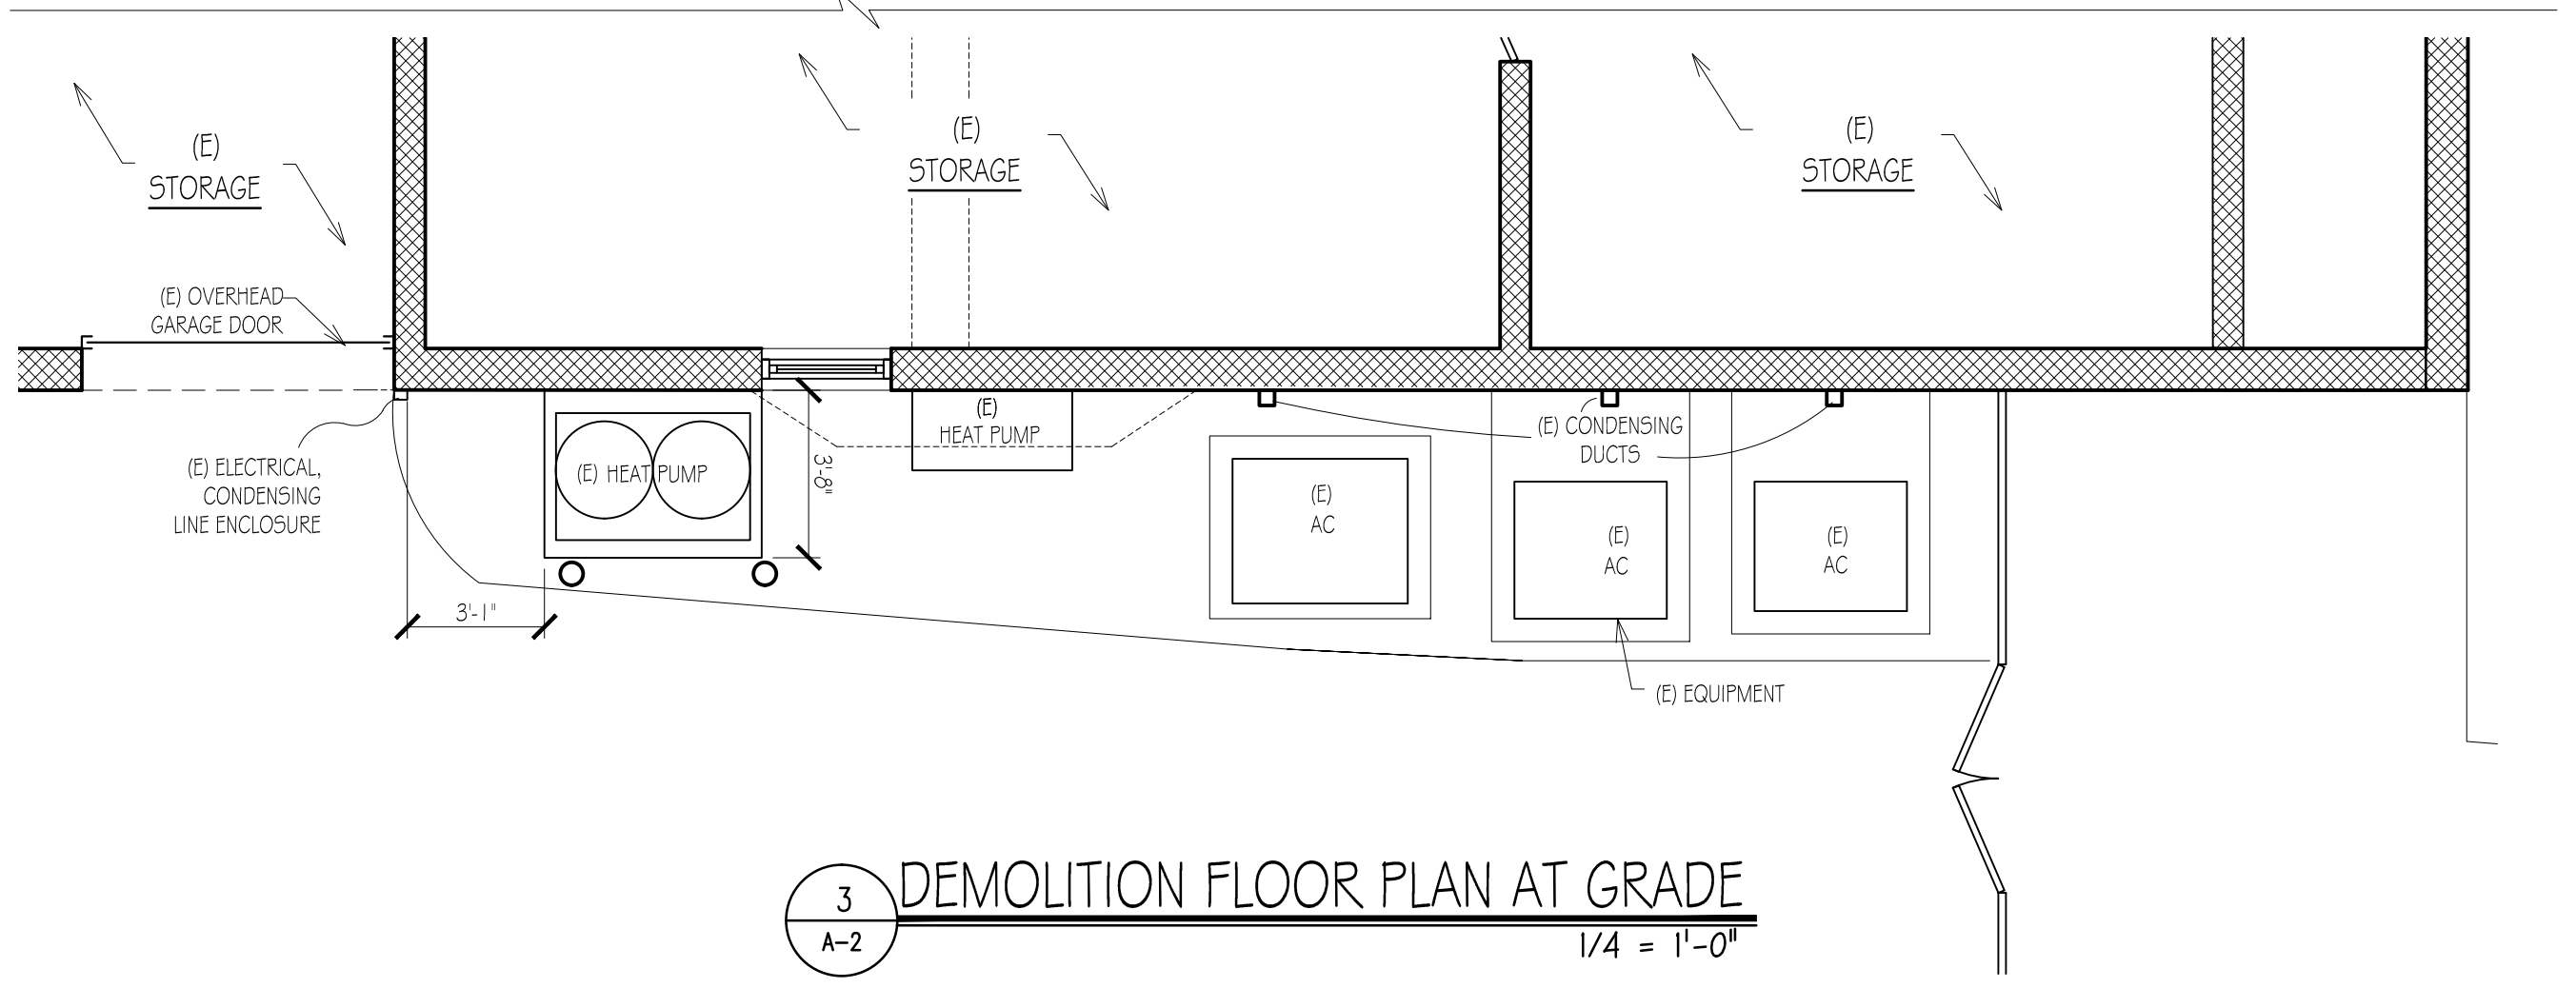 (E)
STORAGE
(E)
STORAGE
(E)
STORAGE
(E) OVERHEAD
GARAGE DOOR
(E) ELECTRICAL,
CONDENSING
LINE ENCLOSURE
(E) HEAT PUMP
3'-8"
3'-1"
(E)
HEAT PUMP
(E)
AC
(E) CONDENSING
DUCTS
(E)
AC
(E)
AC
(E) EQUIPMENT
3
A-2
DEMOLITION FLOOR PLAN AT GRADE
1/4 = 1'-0"